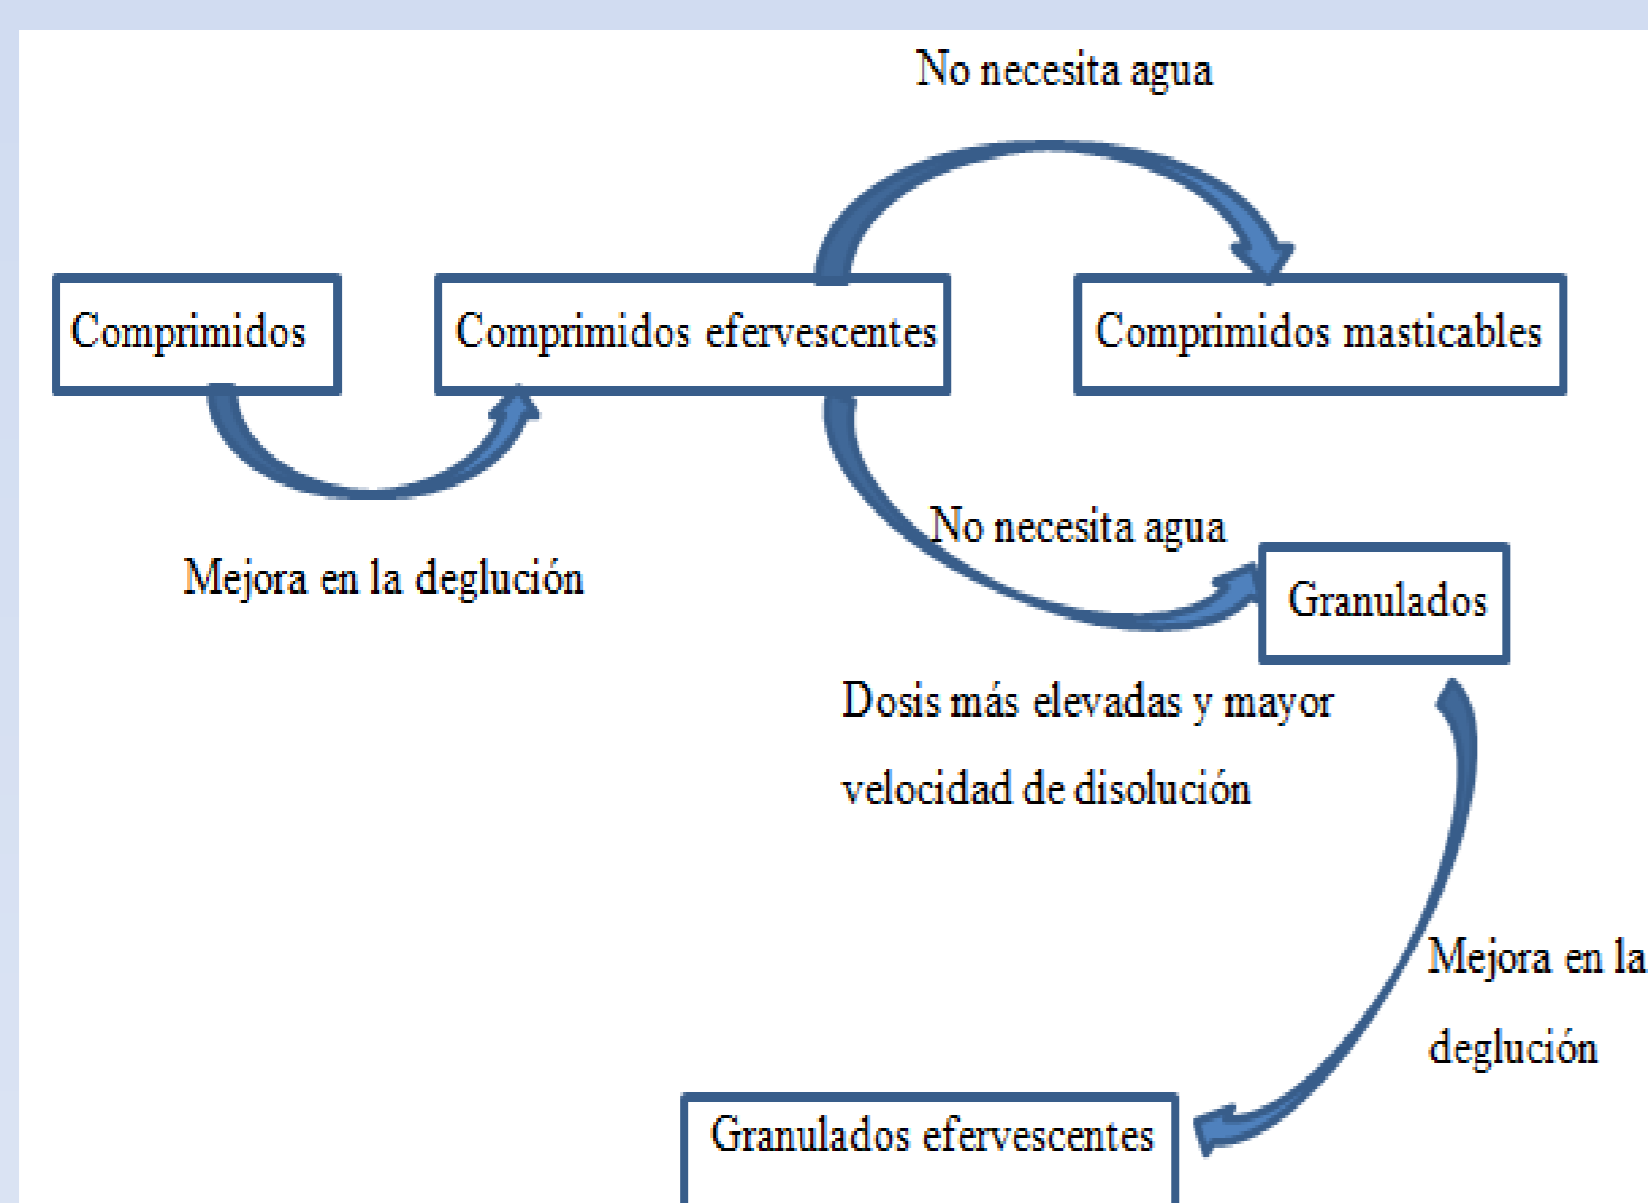 No necesita agua
Comprimidos
Comprimidos efervescentes
Comprimidos masticables
No necesita agua
Mejora en la deglución
Granulados
Dosis más elevadas y mayor
velocidad de disolución
Mejora en la
deglución
Granulados efervescentes